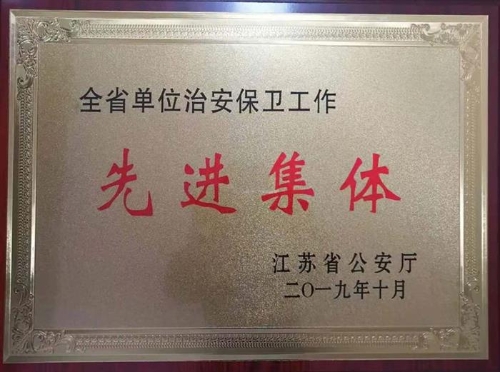 全省单位治安保卫工作
先进集体
江苏省公安厅
二〇一九年十月